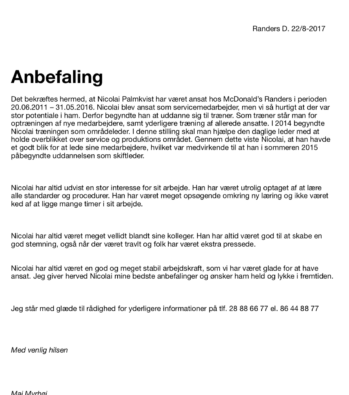 Randers D. 22/8-2017
Anbefaling
Det bekræftes hermed, at Nicolai Palmkvist har været ansat hos McDonald's Randers i perioden
20.06.2011 – 31.05.2016. Nicolai blev ansat som servicemedarbejder, men vi så hurtigt at der var
stor potentiale i ham. Derfor begyndte han at uddanne sig til træner. Som træner står man for
optræningen af nye medarbejdere, samt yderligere træning af allerede ansatte. I 2014 begyndte
Nicolai træningen som områdeleder. I denne stilling skal man hjælpe den daglige leder med at
holde overblikket over service og produktions området. Gennem dette viste Nicolai, at han havde
et godt blik for at lede sine medarbejdere, hvilket var medvirkende til at han i sommeren 2015
påbegyndte uddannelsen som skiftleder.
Nicolai har altid udvist en stor interesse for sit arbejde. Han har været utrolig optaget af at lære
alle standarder og procedurer. Han har været meget opsøgende omkring ny læring og ikke været
ked af at ligge mange timer i sit arbejde.
Nicolai har altid været meget vellidt blandt sine kolleger. Han har altid været god til at skabe en
god stemning, også når der været travlt og folk har været ekstra pressede.
Nicolai har altid været en god og meget stabil arbejdskraft, som vi har været glade for at have
ansat. Jeg giver herved Nicolai mine bedste anbefalinger og ønsker ham held og lykke i fremtiden.
Jeg står med glæde til rådighed for yderligere informationer på tlf. 28 88 66 77 el. 86 44 88 77
Med venlig hilsen
Maj Myrhøj